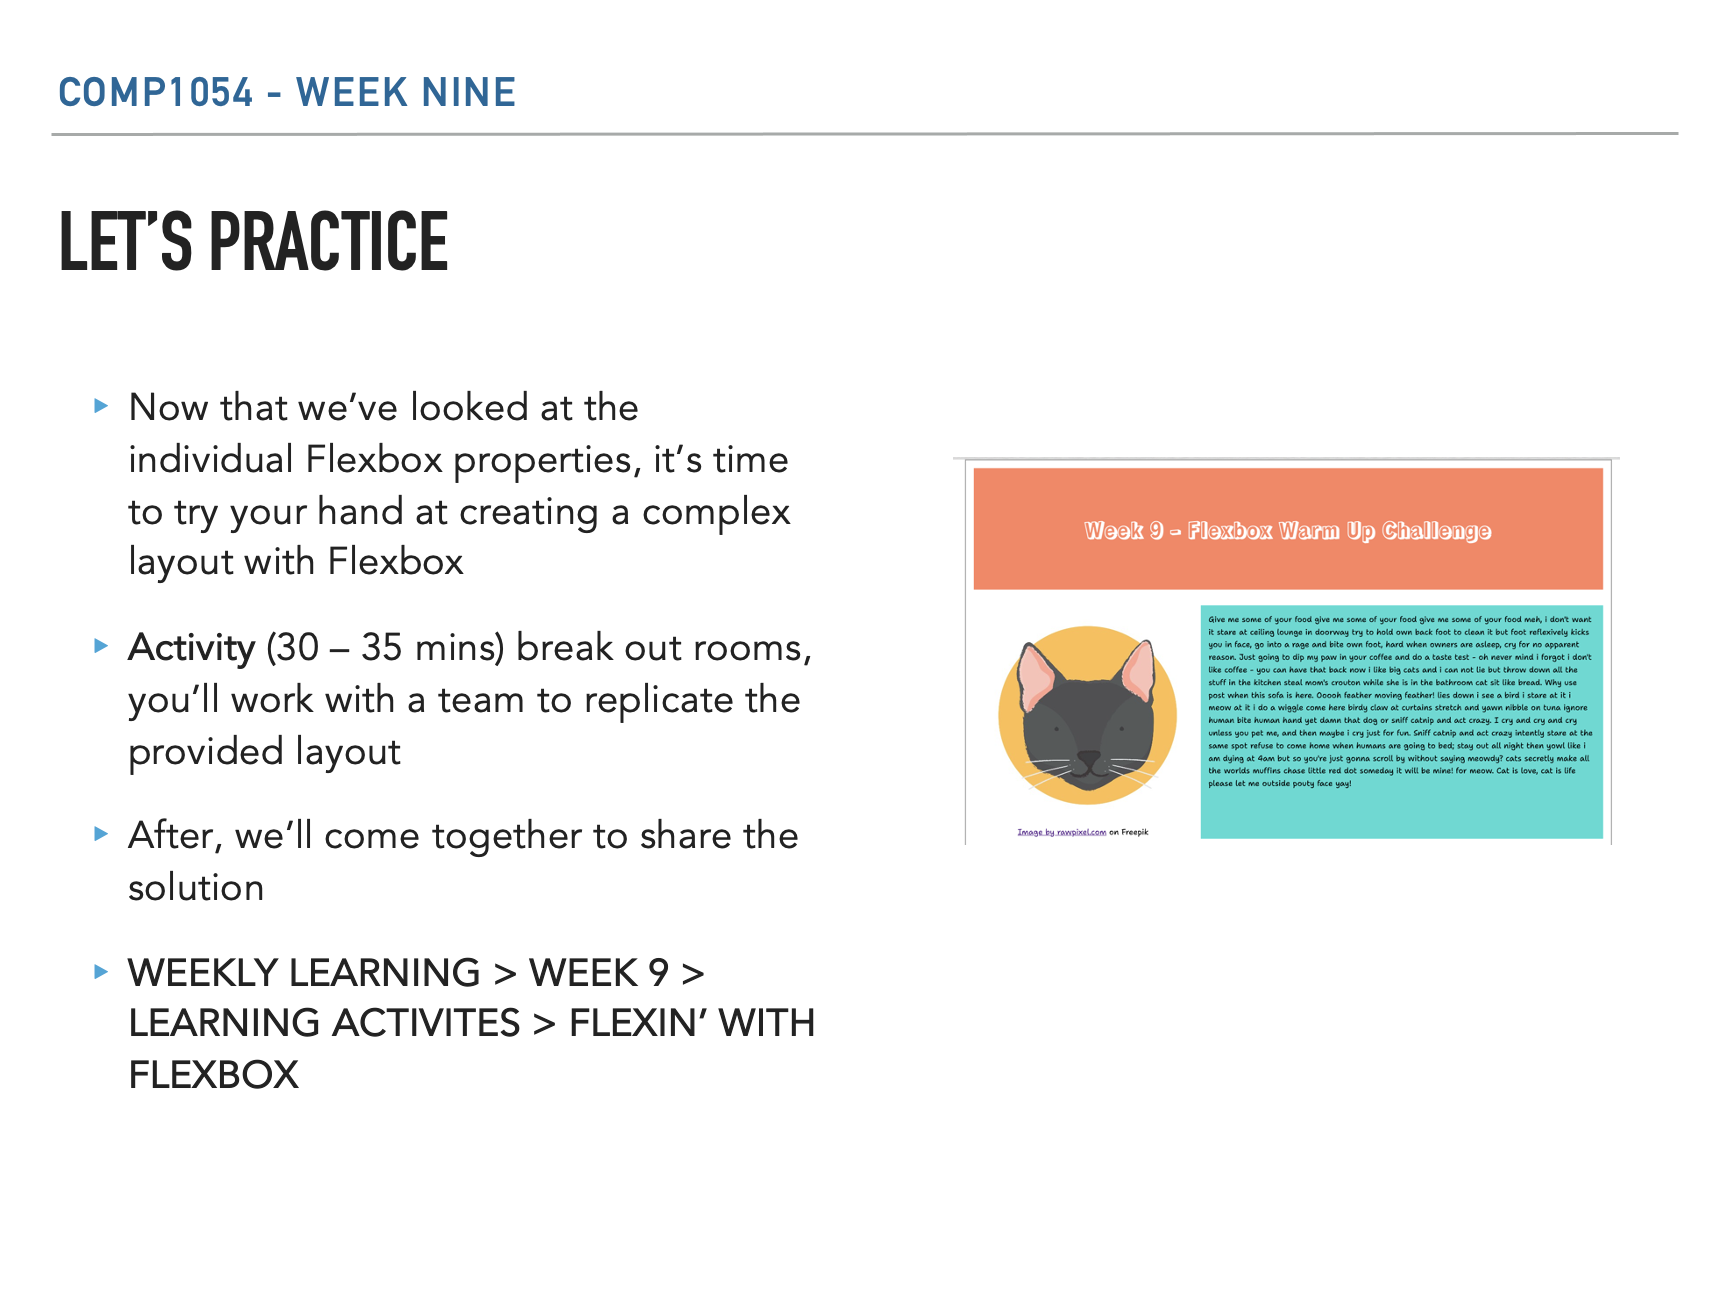 COMP1054 - WEEK NINE
LET’S PRACTICE
Now that we’ve looked at the
individual Flexbox properties, it’s time
to try your hand at creating a complex
layout with Flexbox
Activity (30 – 35 mins) break out rooms,
you’ll work with a team to replicate the
provided layout
After, we’ll come together to share the
solution
WEEKLY LEARNING > WEEK 9 >
LEARNING ACTIVITES > FLEXIN’ WITH
FLEXBOX
Week 9 - Flexbox Warm Up Challenge
Give me some of your food give me some of your food give me some of your food meh, i don't want
it stare at ceiling lounge in doorway try to hold own back foot to clean it but foot reflexively kicks
you in face, go into a rage and bite own foot, hard when owners are asleep, cry for no apparent
reason. Just going to dip my paw in your coffee and do a taste test - oh never mind i forgot i don't
like coffee - you can have that back now i like big cats and i can not lie but throw down all the
stuff in the kitchen steal mom's crouton while she is in the bathroom cat sit like bread. Why use
post when this sofa is here. Ooooh feather moving feather! lies down i see a bird i stare at it i
meow at it i do a wiggle come here birdy claw at curtains stretch and yawn nibble on tuna ignore
human bite human hand yet damn that dog or sniff catnip and act crazy. I cry and cry and cry
unless you pet me, and then maybe i cry just for fun. Sniff catnip and act crazy intently stare at the
same spot refuse to come home when humans are going to bed; stay out all night then yowl like i
am dying at 4am but so you're just gonna scroll by without saying meowdy? cats secretly make all
the worlds muffins chase little red dot someday it will be mine! for meow. Cat is love, cat is life
please let me outside pouty face yay!
Image by rawpixel.com on Freepik